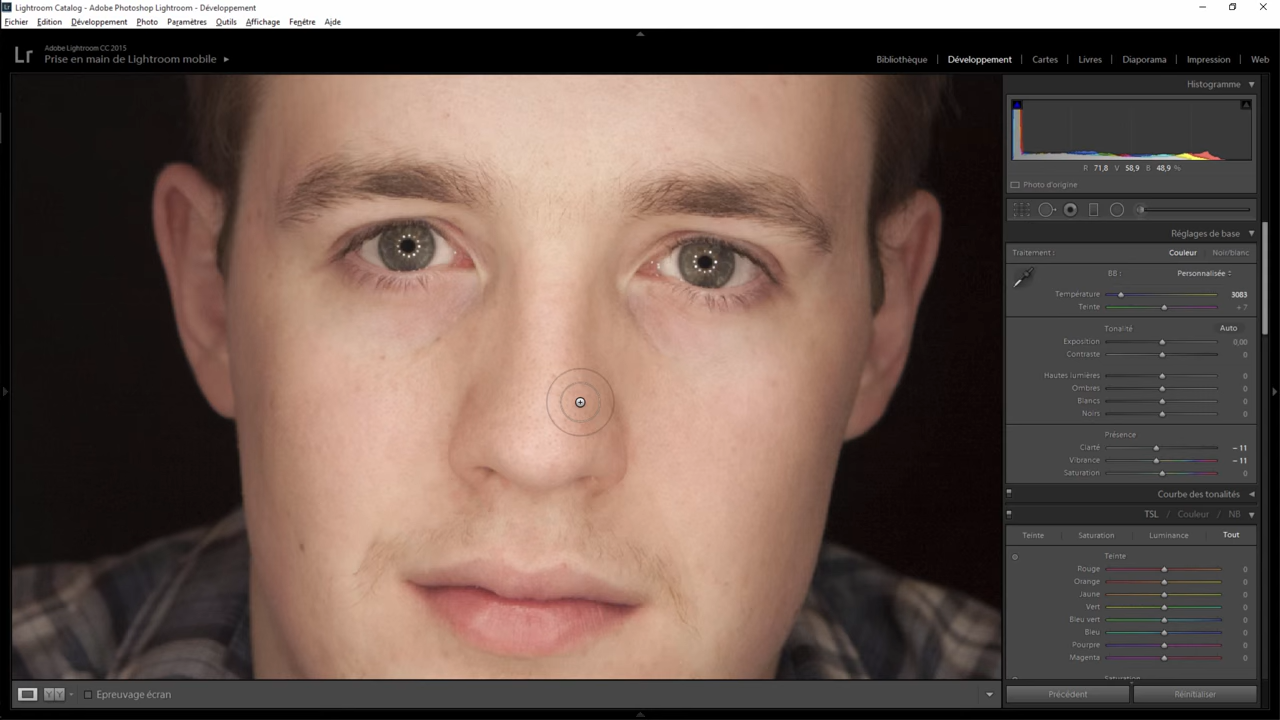 Lightroom Catalog - Adobe Photoshop Lightroom - Développement
Fichier Edition Développement Photo Paramètres Outils Affichage Fenêtre Aide
Lr
Adobe Lightroom CC 2015
Prise en main de Lightroom mobile
Bibliothèque | Développement | Cartes | Livres | Diaporama | Impression | Web
Histogramme
R 71,8 V 58,9 B 48,9 %
Photo d'origine
Réglages de base
Traitement : Couleur Noir/blanc
BB : Personnalisée
Température 3083
Teinte + 7
Tonalité Auto
Exposition 0,00
Contraste 0
Hautes lumières 0
Ombres 0
Blancs 0
Noirs 0
Présence
Clarté – 11
Vibrance – 11
Saturation 0
Courbe des tonalités
TSL / Couleur / NB
Teinte Saturation Luminance Tout
Teinte
Rouge 0
Orange 0
Jaune 0
Vert 0
Bleu vert 0
Bleu 0
Pourpre 0
Magenta 0
Saturation
Y Y Epreuvage écran
Précédent Réinitialiser